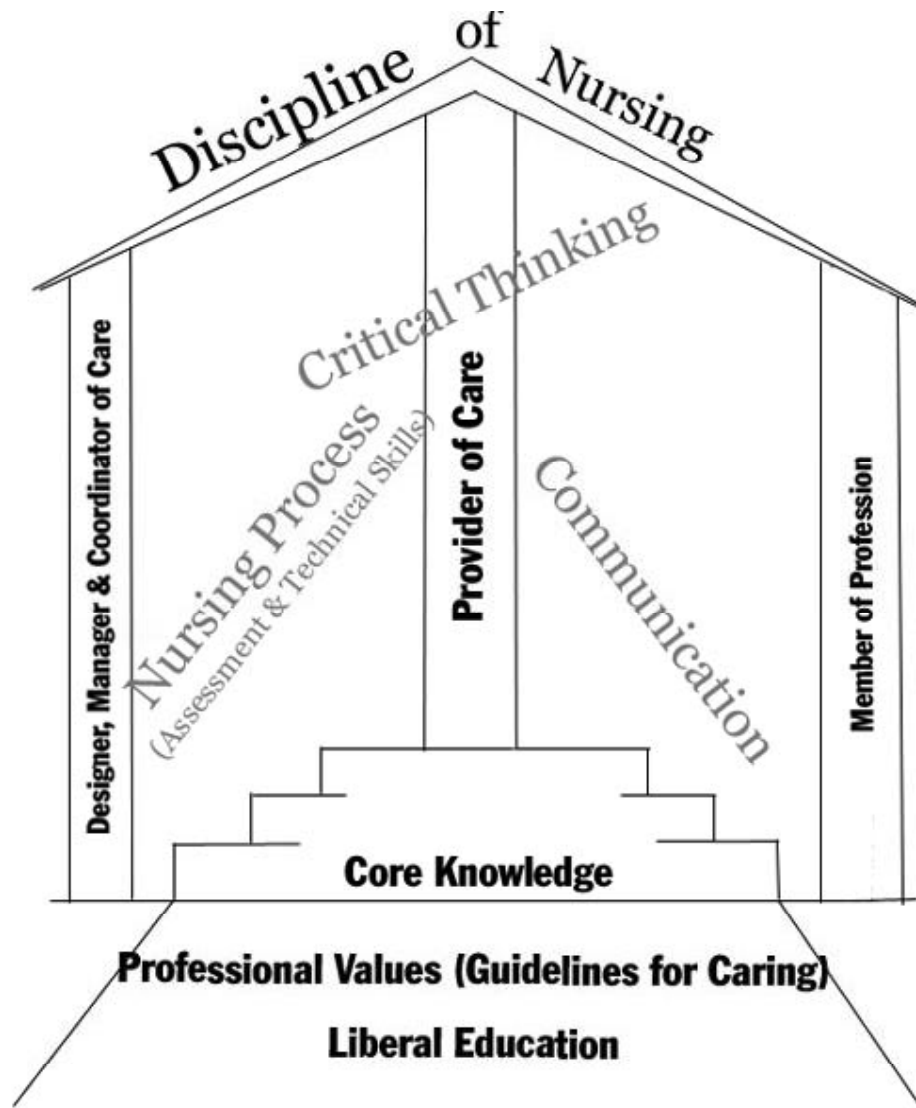 Discipline of Nursing
Critical Thinking
Nursing Process
(Assessment & Technical Skills)
Communication
Designer, Manager & Coordinator of Care
Provider of Care
Member of Profession
Core Knowledge
Professional Values (Guidelines for Caring)
Liberal Education